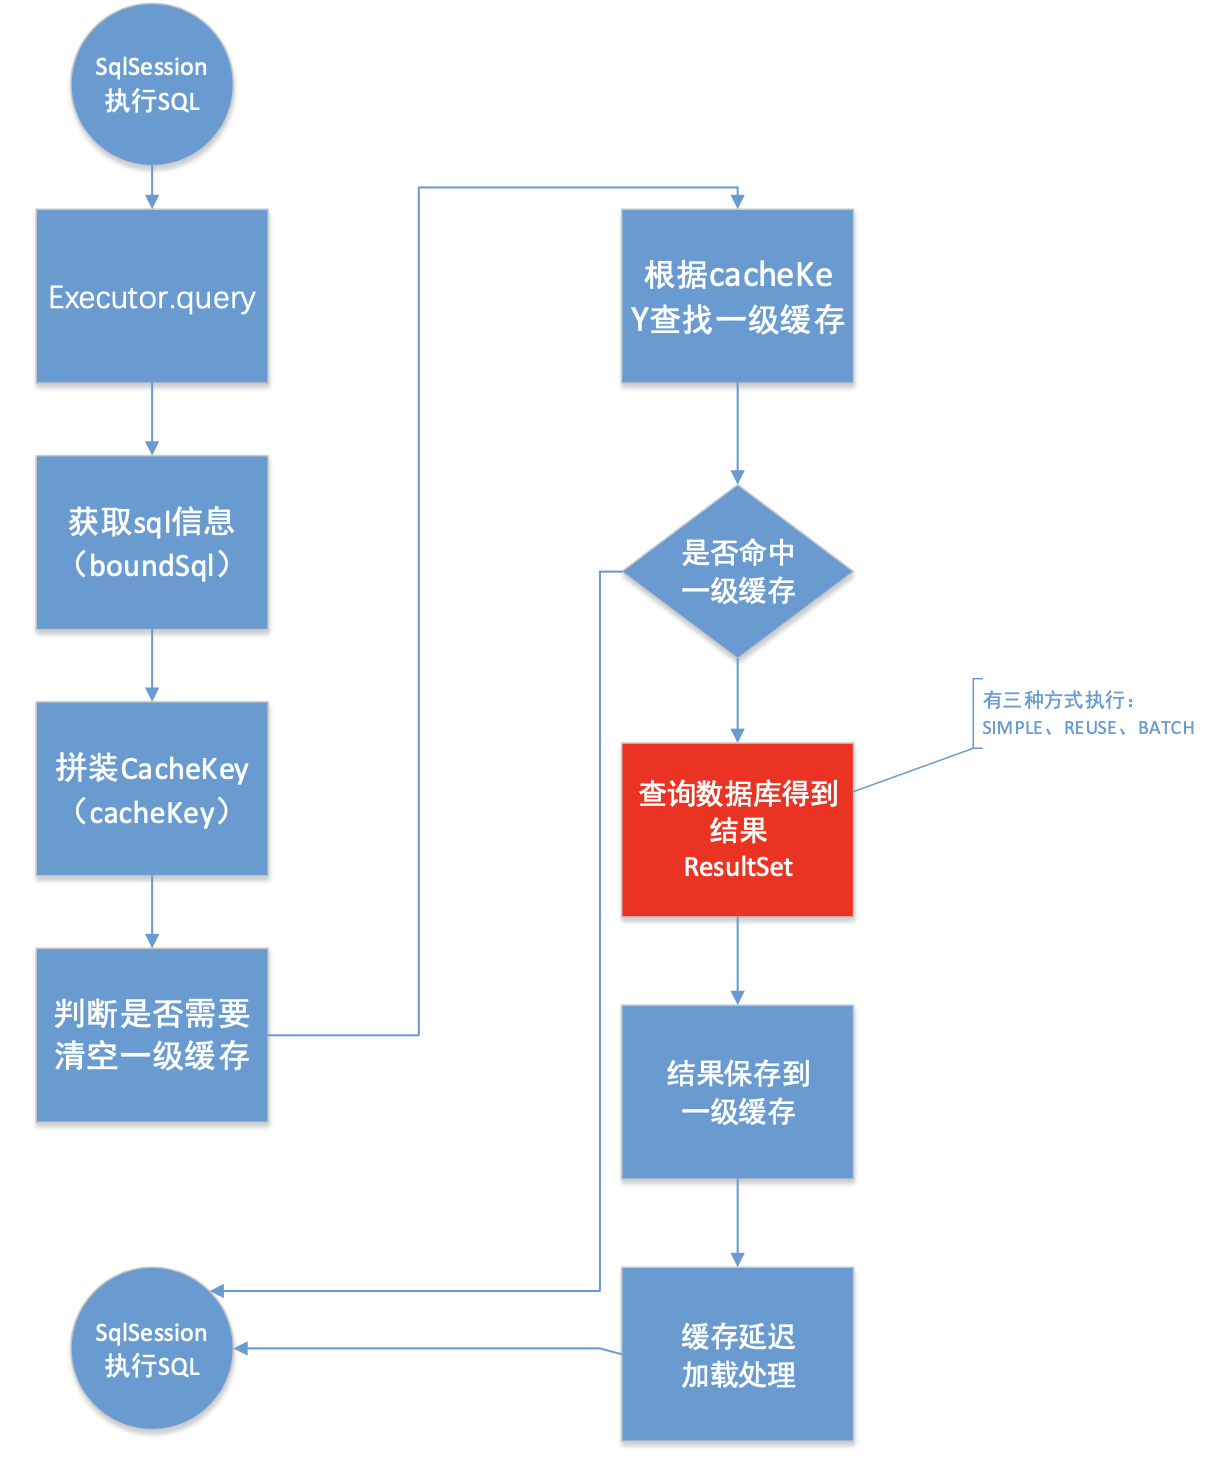 SqlSession
执行SQL
Executor.query
获取sql信息
（boundSql）
拼装CacheKey
（cacheKey）
判断是否需要
清空一级缓存
根据cacheKe
Y查找一级缓存
是否命中
一级缓存
有三种方式执行：
SIMPLE、REUSE、BATCH
查询数据库得到
结果
ResultSet
结果保存到
一级缓存
缓存延迟
加载处理
SqlSession
执行SQL